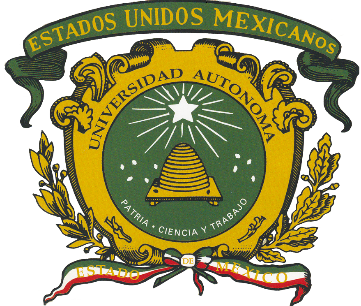 ESTADOS UNIDOS MEXICANOS
UNIVERSIDAD AUTONOMA
PATRIA • CIENCIA Y TRABAJO
ESTADO DE MEXICO